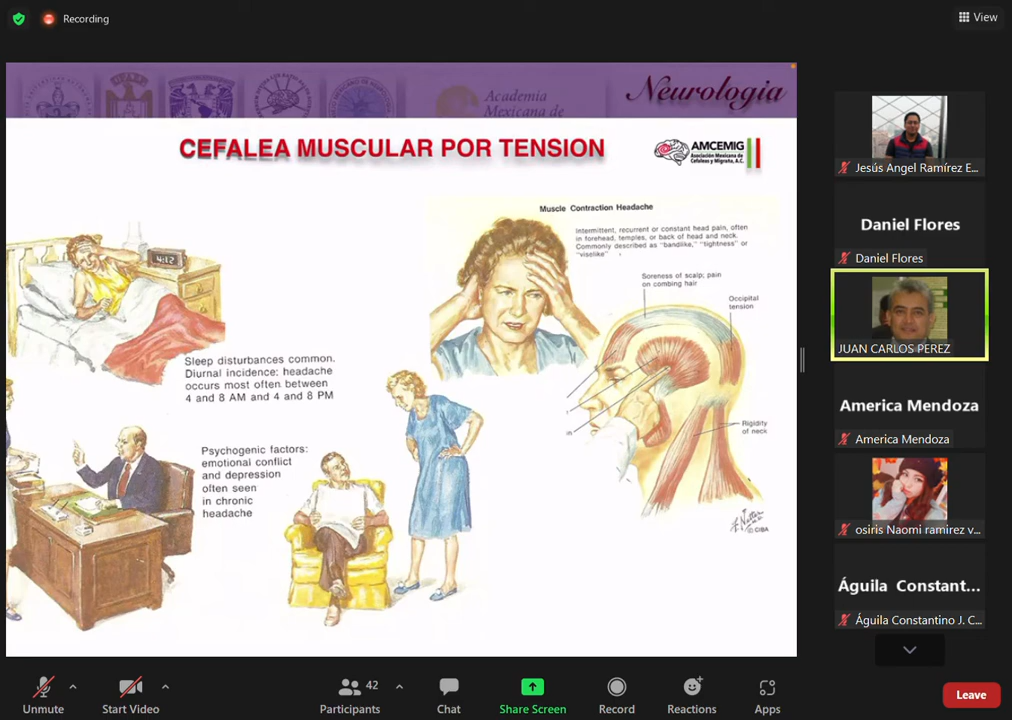 Recording
View
Academia
Mexicana de
Neurologia
CEFALEA MUSCULAR POR TENSION
AMCEMIG
Asociación Mexicana de
Cefaleas y Migraña, A.C.
Muscle Contraction Headache
Intermittent, recurrent or constant head pain, often
in forehead, temples, or back of head and neck.
Commonly described as "bandlike," "tightness" or
"viselike"
Soreness of scalp; pain
on combing hair
Occipital
tension
Rigidity
of neck
4:12
Sleep disturbances common.
Diurnal incidence: headache
occurs most often between
4 and 8 AM and 4 and 8 PM
Psychogenic factors:
emotional conflict
and depression
often seen
in chronic
headache
© CIBA
Jesús Angel Ramírez E...
Daniel Flores
Daniel Flores
JUAN CARLOS PEREZ
America Mendoza
America Mendoza
osiris Naomi ramirez v...
Águila Constant...
Águila Constantino J. C...
Unmute
Start Video
42
Participants
Chat
Share Screen
Record
Reactions
Apps
Leave